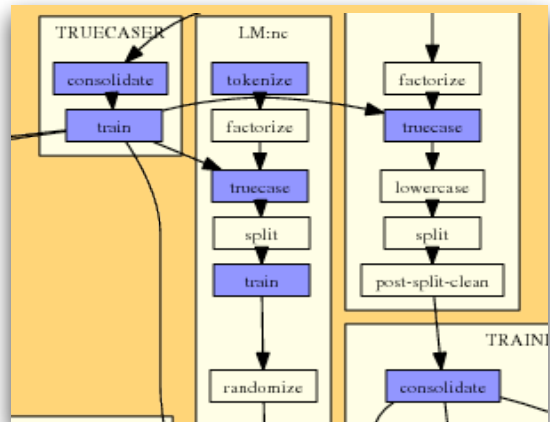 TRUECASER
consolidate
train
LM:nc
tokenize
factorize
truecase
split
train
randomize
factorize
truecase
lowercase
split
post-split-clean
consolidate